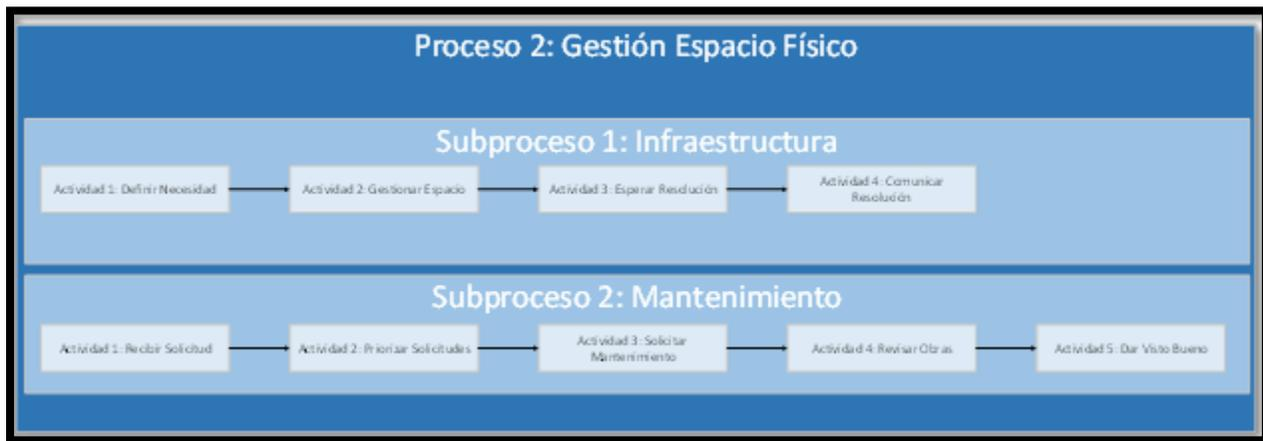 Proceso 2: Gestión Espacio Físico
Subproceso 1: Infraestructura
Actividad 1: Definir Necesidad
Actividad 2: Gestionar Espacio
Actividad 3: Esperar Resolución
Actividad 4: Comunicar
Resolución
Subproceso 2: Mantenimiento
Actividad 1: Recibir Solicitud
Actividad 2: Priorizar Solicitudes
Actividad 3: Solicitar
Mantenimiento
Actividad 4: Revisar Obras
Actividad 5: Dar Visto Bueno